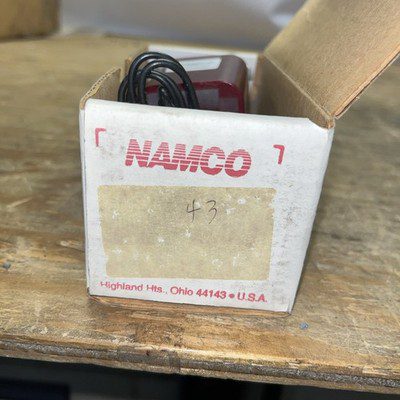 NAMCO
43
Highland Hts., Ohio 44143 • U.S.A.